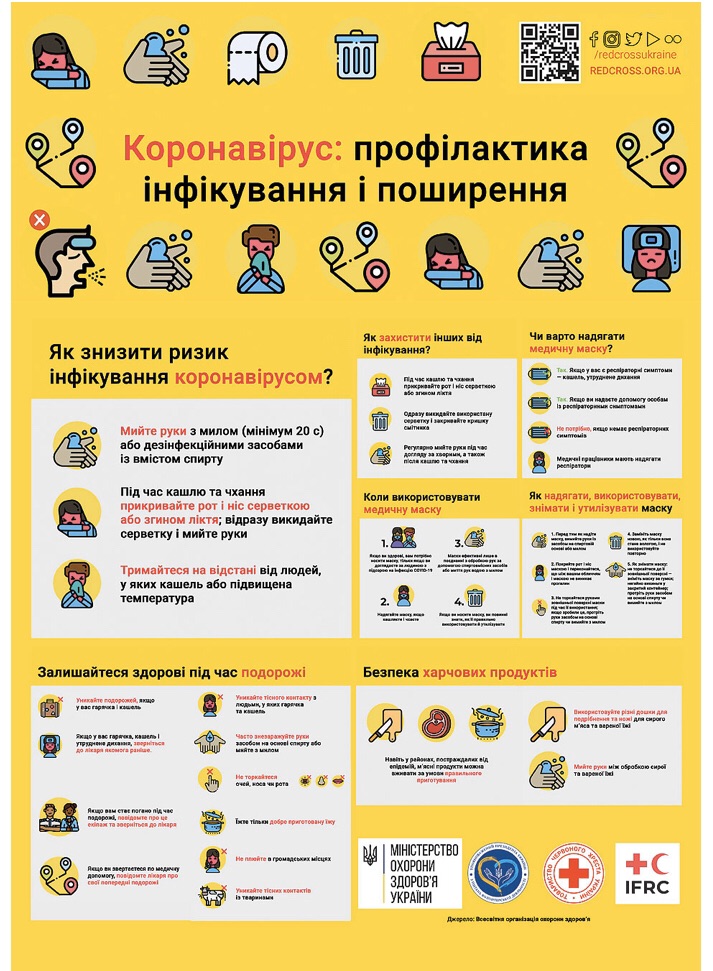 /redcrossukraine
REDCROSS.ORG.UA
Коронавірус: профілактика
інфікування і поширення
Як знизити ризик
інфікування коронавірусом?
Мийте руки з милом (мінімум 20 с)
або дезінфекційними засобами
із вмістом спирту
Під час кашлю та чхання
прикривайте рот і ніс серветкою
або згином ліктя; відразу викидайте
серветку і мийте руки
Тримайтеся на відстані від людей,
у яких кашель або підвищена
температура
Як захистити інших від
інфікування?
Під час кашлю та чхання
прикривайте рот і ніс серветкою
або згином ліктя
Одразу викидайте використану
серветку і закривайте кришку
смітника
Регулярно мийте руки під час
догляду за хворими, а також
після кашлю та чхання
Чи варто надягати
медичну маску?
Так. Якщо у вас є респіраторні симптоми
– кашель, утруднене дихання
Так. Якщо ви надаєте допомогу особам
із респіраторними симптомами
Не потрібно, якщо немає респіраторних
симптомів
Медичні працівники мають надягати
респіратори
Коли використовувати
медичну маску
1.
Якщо ви здорові, вам потрібно
носити маску, тільки якщо ви
доглядаєте за людиною з
підозрою на інфекцію COVID-19
3.
Маски ефективні лише в
поєднанні з обробкою рук за
допомогою спиртовмісних засобів
або миття рук водою з милом
2.
Надягайте маску, якщо
кашляєте і чхаєте
4.
Якщо ви носите маску, ви повинні
знати, як її правильно
використовувати й утилізувати
Як надягати, використовувати,
знімати і утилізувати маску
1. Перед тим як надіти
маску, вимийте руки із
засобом на спиртовій
основі або милом
2. Покрийте рот і ніс
маскою і переконайтеся,
що між вашим обличчям
і маскою не виникає
прогалин
3. Не торкайтеся руками
зовнішньої поверхні маски
під час її використання;
якщо зробили це, протріть
руки засобом на основі
спирту чи вимийте з милом
4. Замініть маску
новою, як тільки вона
стане вологою, і не
використовуйте
повторно
5. Як знімати маску:
не торкайтеся до її
зовнішньої поверхні;
зніміть маску за гумки;
негайно викиньте у
закритий контейнер;
протріть руки засобом
на основі спирту чи
вимийте з милом
Залишайтеся здорові під час подорожі
Уникайте подорожей, якщо
у вас гарячка і кашель
Якщо у вас гарячка, кашель і
утруднене дихання, зверніться
до лікаря якомога раніше.
Якщо вам стає погано під час
подорожі, повідомте про це
екіпаж та зверніться до лікаря
Якщо ви звертаєтеся по медичну
допомогу, повідомте лікаря про
свої попередні подорожі
Уникайте тісного контакту з
людьми, у яких гарячка
та кашель
Часто знезаражуйте руки
засобом на основі спирту або
мийте з милом
Не торкайтеся
очей, носа чи рота
Їжте тільки добре приготовану їжу
Не плюйте в громадських місцях
Уникайте тісних контактів
із тваринами
Безпека харчових продуктів
Навіть у районах, постраждалих від
епідемій, м'ясні продукти можна
вживати за умови правильного
приготування
Використовуйте різні дошки для
подрібнення та ножі для сирого
м'яса та вареної їжі
Мийте руки між обробкою сирої
та вареної їжі
МІНІСТЕРСТВО
ОХОРОНИ
ЗДОРОВ'Я
УКРАЇНИ
ТОВАРИСТВО ЧЕРВОНОГО ХРЕСТА УКРАЇНИ
IFRC
Джерело: Всесвітня організація охорони здоров'я